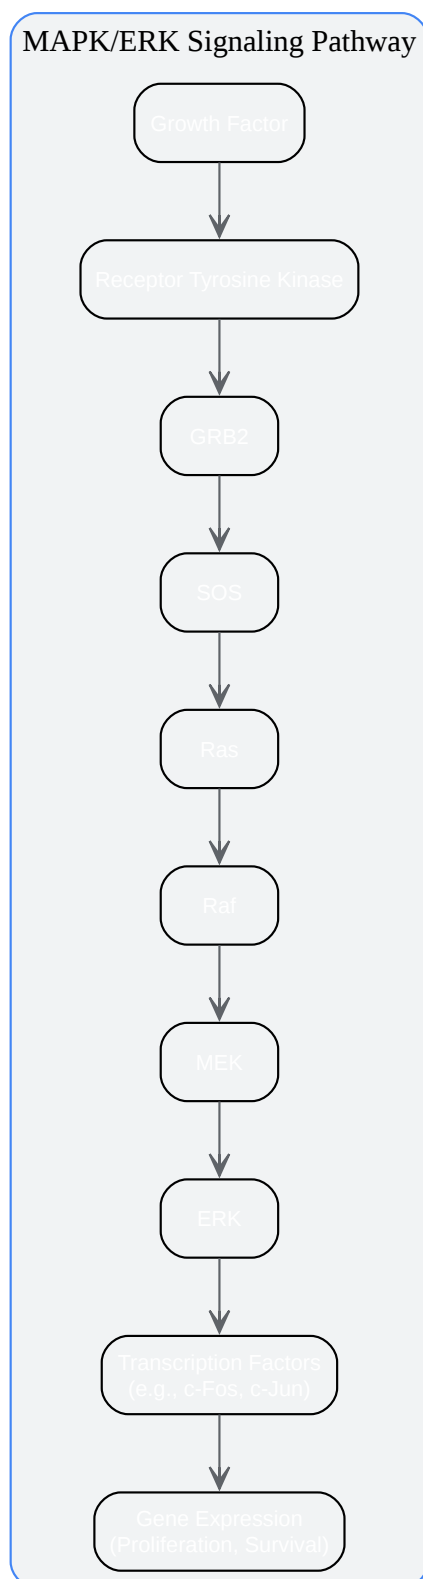 MAPK/ERK Signaling Pathway
Growth Factor
Receptor Tyrosine Kinase
GRB2
SOS
Ras
Raf
MEK
ERK
Transcription Factors
(e.g., c-Fos, c-Jun)
Gene Expression
(Proliferation, Survival)